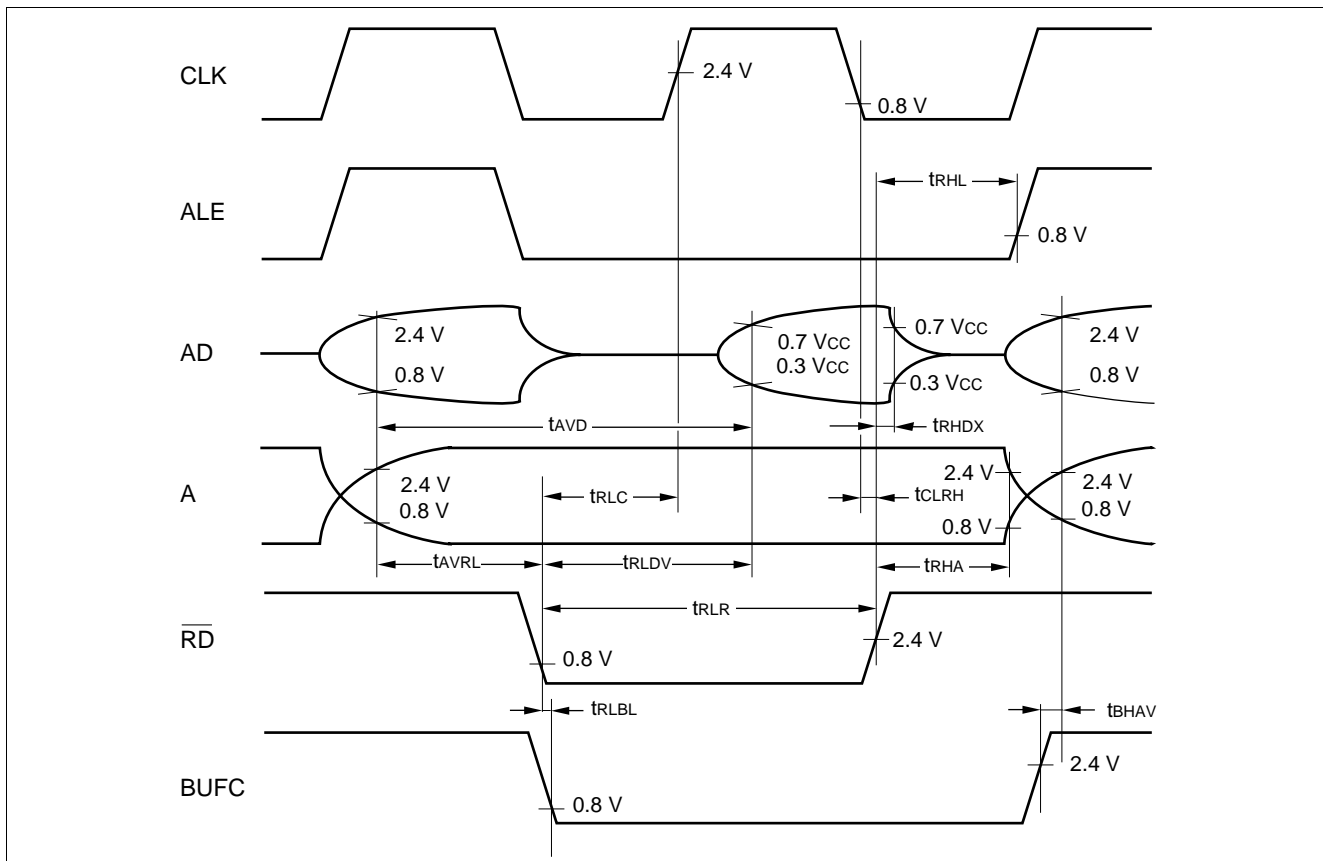 CLK
2.4 V
0.8 V
tRHL
ALE
0.8 V
AD
2.4 V
0.8 V
0.7 VCC
0.3 VCC
0.7 VCC
0.3 VCC
2.4 V
0.8 V
tAVD
tRHDX
A
2.4 V
0.8 V
tRLC
tCLRH
2.4 V
0.8 V
2.4 V
0.8 V
tAVRL
tRLDV
tRHA
tRLR
RD
0.8 V
2.4 V
tRLBL
tBHAV
BUFC
0.8 V
2.4 V